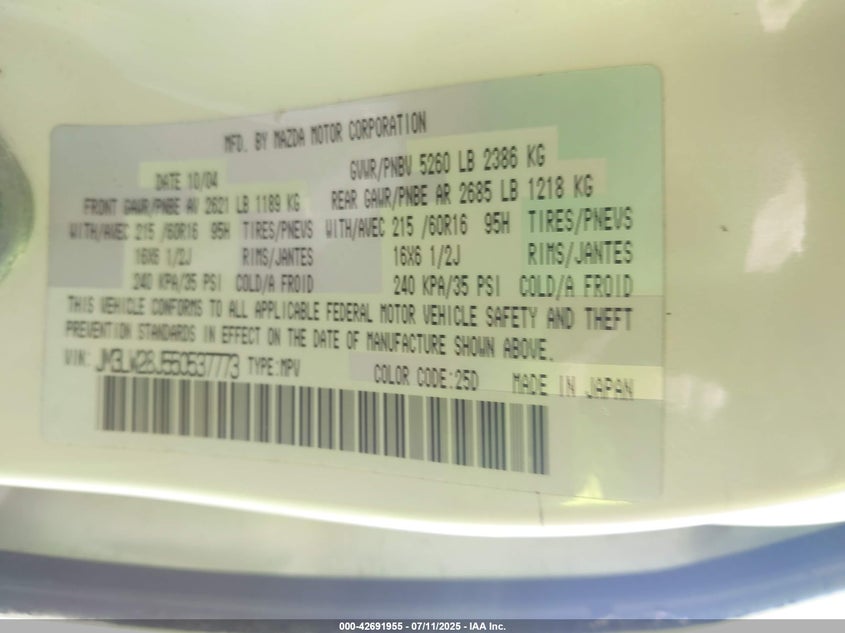 MFD. BY MAZDA MOTOR CORPORATION
DATE 10/04 GVWR/PNBV 5260 LB 2386 KG
FRONT GAWR/PNBE AV 2621 LB 1189 KG REAR GAWR/PNBE AR 2685 LB 1218 KG
WITH/AVEC 215 /60R16 95H TIRES/PNEVS WITH/AVEC 215 /60R16 95H TIRES/PNEVS
16X6 1/2J RIMS/JANTES 16X6 1/2J RIMS/JANTES
240 KPA/35 PSI COLD/A FROID 240 KPA/35 PSI COLD/A FROID
THIS VEHICLE CONFORMS TO ALL APPLICABLE FEDERAL MOTOR VEHICLE SAFETY AND THEFT
PREVENTION STANDARDS IN EFFECT ON THE DATE OF MANUFACTURE SHOWN ABOVE.
VIN: JM3LW28J550537773 TYPE:MPV COLOR CODE:25D MADE IN JAPAN
000-42691955 - 07/11/2025 - IAA Inc.